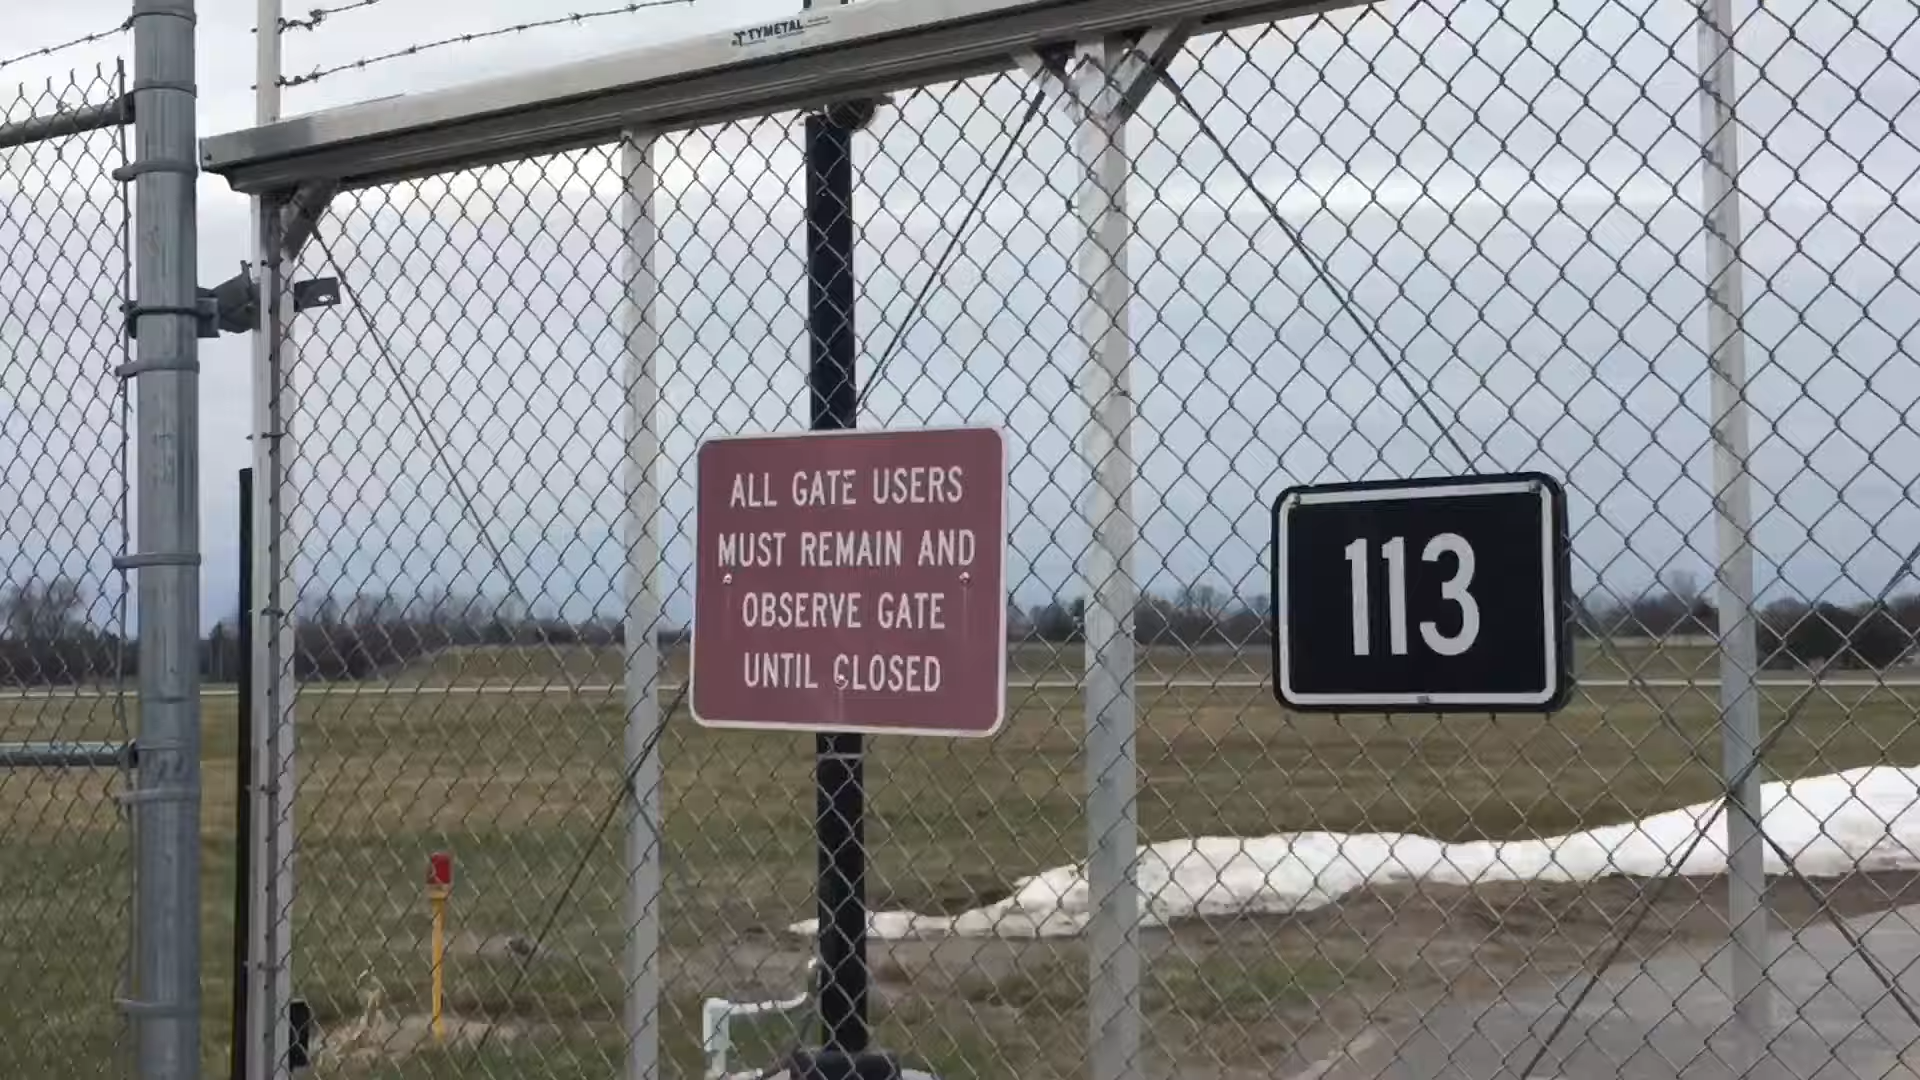 TYMETAL
ALL GATE USERS
MUST REMAIN AND
OBSERVE GATE
UNTIL CLOSED
113